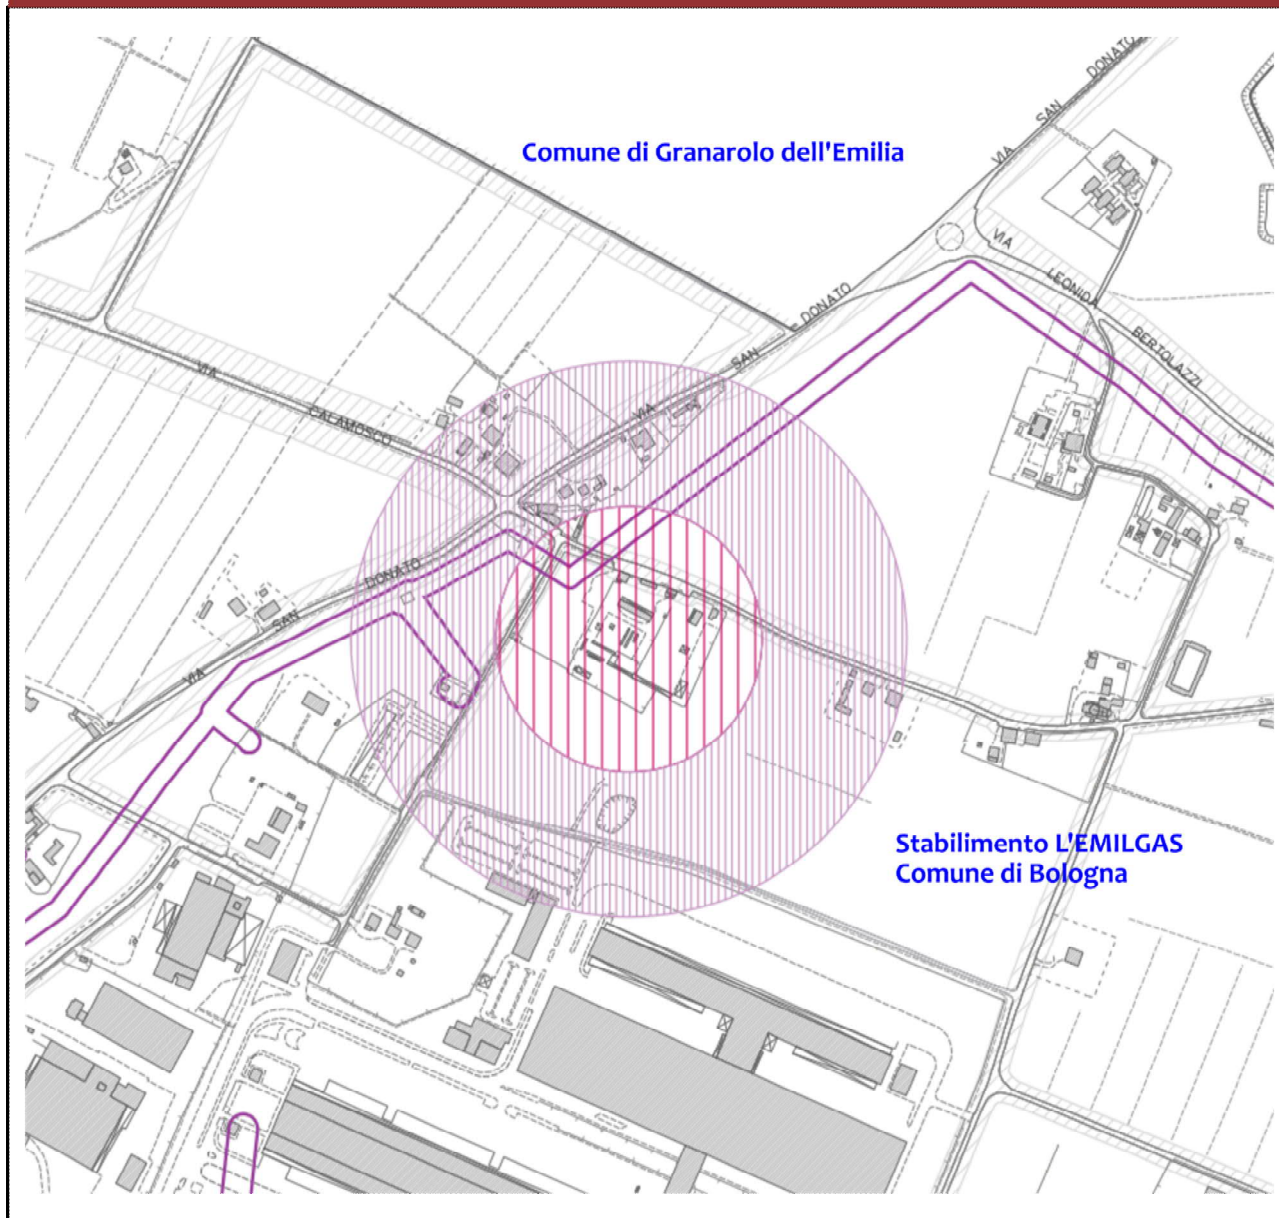 DONATO
SAN
VIA
Comune di Granarolo dell'Emilia
VIA
LEONIDA
BERTOLAZZI
DONATO
SAN
VIA
VIA
CALAMOSCO
DONATO
SAN
VIA
Stabilimento L'EMILGAS
Comune di Bologna